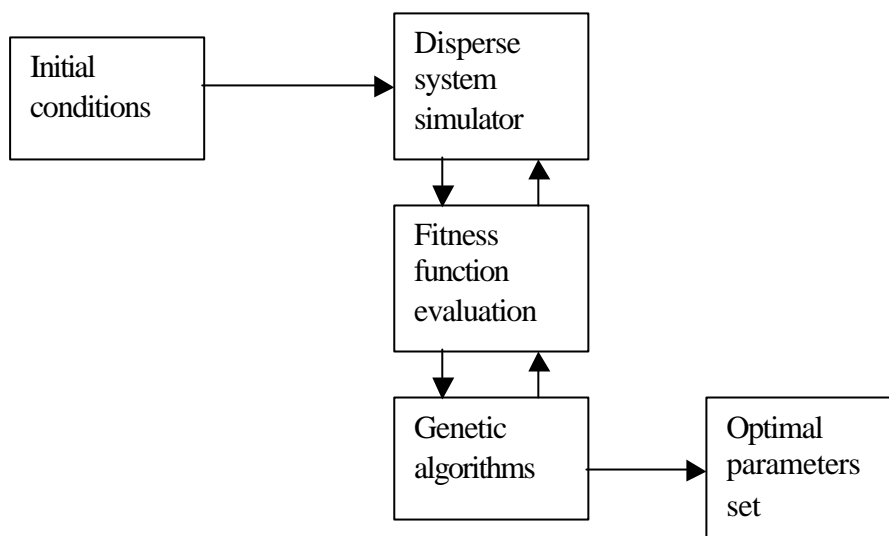 Initial
conditions
Disperse
system
simulator
Fitness
function
evaluation
Genetic
algorithms
Optimal
parameters
set